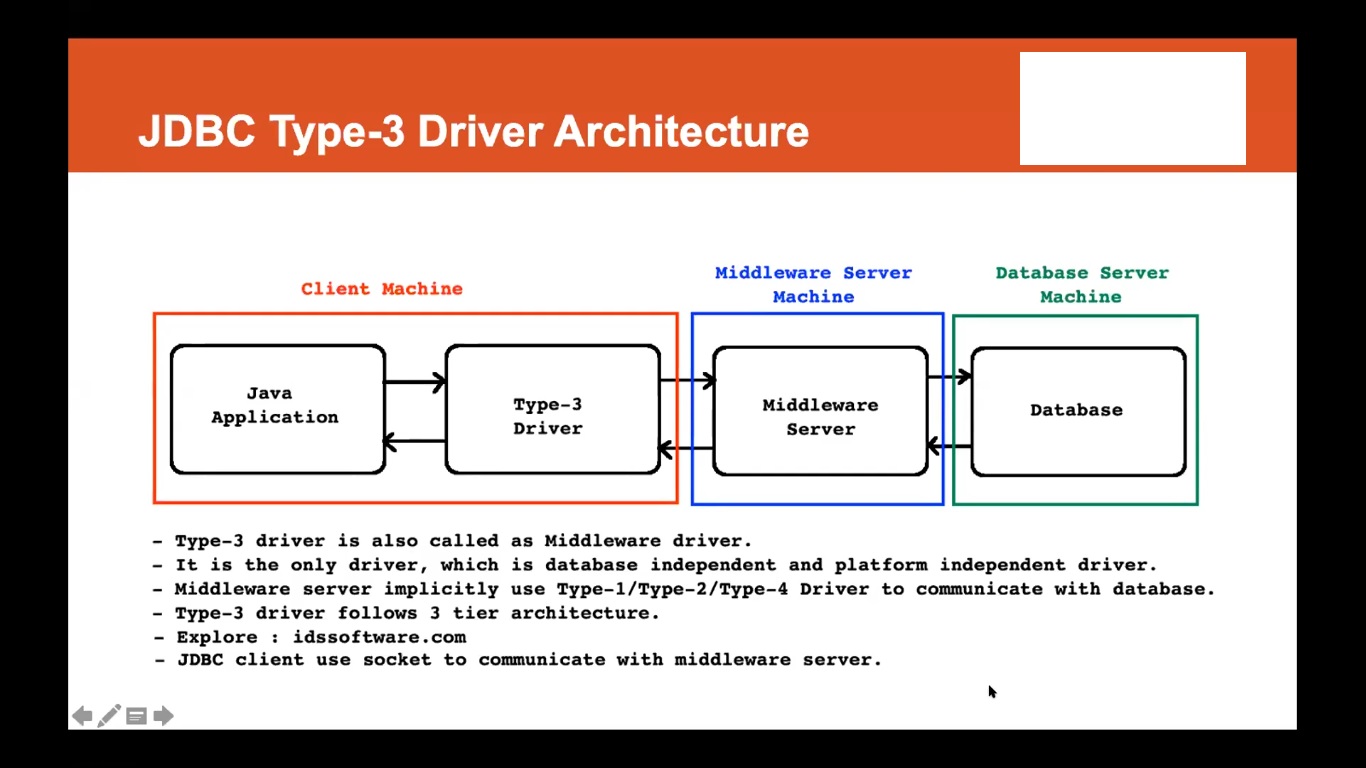 JDBC Type-3 Driver Architecture
Client Machine
Middleware Server
Machine
Database Server
Machine
Java
Application
Type-3
Driver
Middleware
Server
Database
- Type-3 driver is also called as Middleware driver.
- It is the only driver, which is database independent and platform independent driver.
- Middleware server implicitly use Type-1/Type-2/Type-4 Driver to communicate with database.
- Type-3 driver follows 3 tier architecture.
- Explore : idssoftware.com
- JDBC client use socket to communicate with middleware server.